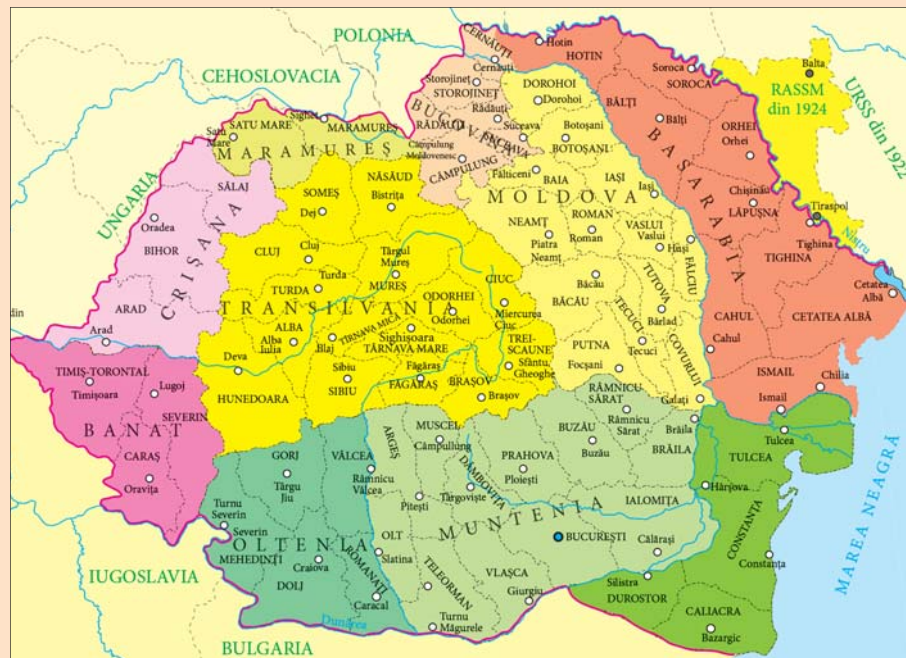 POLONIA
CEHOSLOVACIA
UNGARIA
IUGOSLAVIA
BULGARIA
URSS din 1922
RASSM
din 1924
Balta
Tiraspol
Nistru
MAREA NEAGRĂ
Dunărea
din
BUCOVINA
CERNĂUȚI
Cernăuți
Storojineț
STOROJINEȚ
RĂDĂUȚI
Rădăuți
SUCEAVA
Suceava
Câmpulung
Moldovenesc
CÂMPULUNG
BASARABIA
Hotin
HOTIN
Soroca
SOROCA
BĂLȚI
Bălți
ORHEI
Orhei
Chișinău
LĂPUȘNA
Tighina
TIGHINA
Cetatea
Albă
CETATEA ALBĂ
CAHUL
Cahul
ISMAIL
Ismail
Chilia
MOLDOVA
DOROHOI
Dorohoi
Botoșani
BOTOȘANI
Fălticeni
BAIA
IAȘI
Iași
NEAMȚ
Piatra
Neamț
ROMAN
Roman
VASLUI
Vaslui
Huși
FĂLCIU
Bacău
BACĂU
TUTOVA
Bârlad
TECUCI
Tecuci
COVURLUI
Galați
PUTNA
Focșani
MARAMUREȘ
SATU MARE
Satu
Mare
Sighet
MARAMUREȘ
CRIȘANA
SĂLAJ
Oradea
BIHOR
ARAD
Arad
TRANSILVANIA
SOMEȘ
Dej
NĂSĂUD
Bistrița
CLUJ
Cluj
Turda
TURDA
Târgul
Mureș
MUREȘ
CIUC
Miercurea
Ciuc
ODORHEI
Odorhei
ALBA
Alba
Iulia
TÎRNAVA MICĂ
Blaj
Sighișoara
TÂRNAVA MARE
TREI-
SCAUNE
Sfântu
Gheorghe
Deva
HUNEDOARA
Sibiu
SIBIU
Făgăraș
FĂGĂRAȘ
BRAȘOV
Brașov
BANAT
TIMIȘ-TORONTAL
Timișoara
Lugoj
SEVERIN
CARAȘ
Oravița
OLTENIA
GORJ
Târgu
Jiu
VÂLCEA
Râmnicu
Vâlcea
Turnu
Severin
Severin
MEHEDINȚI
DOLJ
Craiova
ROMANAȚI
Caracal
MUNTENIA
ARGEȘ
Pitești
MUSCEL
Câmpullung
DÂMBOVIȚA
Târgoviște
PRAHOVA
Ploiești
BUZĂU
Buzău
RÂMNICU
SĂRAT
Râmnicu
Sărat
Brăila
BRĂILA
IALOMIȚA
Călărași
BUCUREȘTI
OLT
Slatina
TELEORMAN
Turnu
Măgurele
VLAȘCA
Giurgiu
Tulcea
TULCEA
Hârșova
CONSTANȚA
Constanța
Silistra
DUROSTOR
CALIACRA
Bazargic